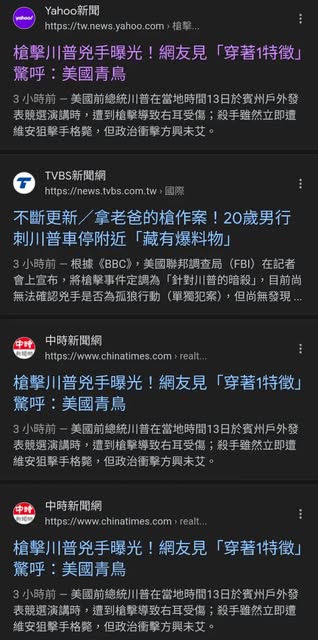 yahoo!
Yahoo新聞
https://tw.news.yahoo.com › 槍擊...
槍擊川普兇手曝光！網友見「穿著1特徵」
驚呼：美國青鳥
3 小時前 — 美國前總統川普在當地時間13日於賓州戶外發
表競選演講時，遭到槍擊導致右耳受傷；殺手雖然立即遭
維安狙擊手格斃，但政治衝擊方興未艾。
T
TVBS新聞網
https://news.tvbs.com.tw › 國際
不斷更新／拿老爸的槍作案！20歲男行
刺川普車停附近「藏有爆料物」
3 小時前 — 根據《BBC》，美國聯邦調查局（FBI）在記者
會上宣布，將槍擊事件定調為「針對川普的暗殺」，目前尚
無法確認兇手是否為孤狼行動（單獨犯案），但尚無發現 ...
中時
新聞網
中時新聞網
https://www.chinatimes.com › realt...
槍擊川普兇手曝光！網友見「穿著1特徵」
驚呼：美國青鳥
3 小時前 — 美國前總統川普在當地時間13日於賓州戶外發
表競選演講時，遭到槍擊導致右耳受傷；殺手雖然立即遭
維安狙擊手格斃，但政治衝擊方興未艾。
中時
新聞網
中時新聞網
https://www.chinatimes.com › realt...
槍擊川普兇手曝光！網友見「穿著1特徵」
驚呼：美國青鳥
3 小時前 — 美國前總統川普在當地時間13日於賓州戶外發
表競選演講時，遭到槍擊導致右耳受傷；殺手雖然立即遭
維安狙擊手格斃，但政治衝擊方興未艾。